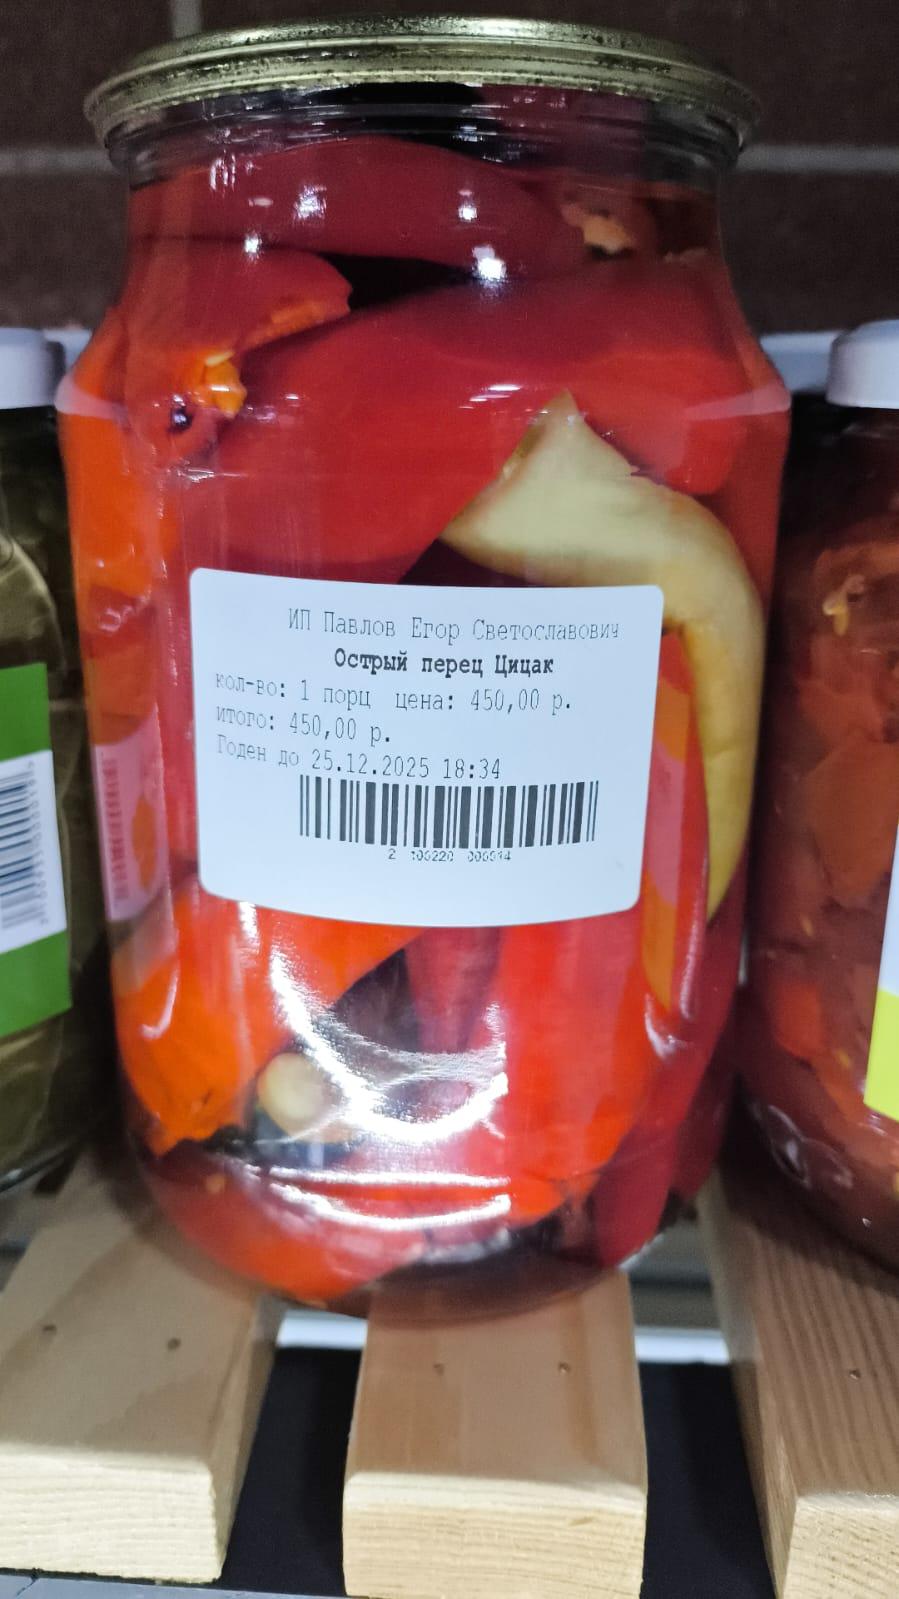 ИП Павлов Егор Светославович
Острый перец Цицак
кол-во: 1 порц цена: 450,00 р.
итого: 450,00 р.
Годен до 25.12.2025 18:34